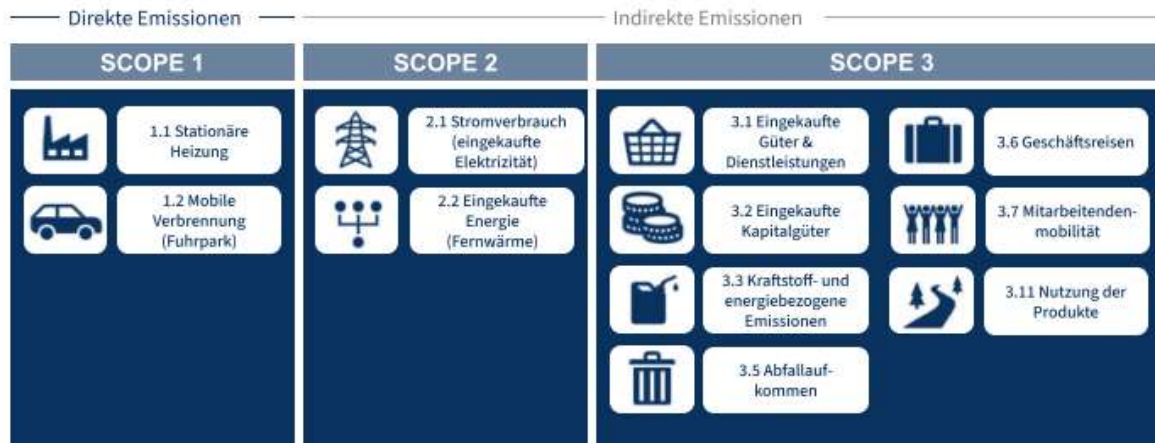 Direkte Emissionen
Indirekte Emissionen
SCOPE 1
SCOPE 2
SCOPE 3
1.1 Stationäre
Heizung
1.2 Mobile
Verbrennung
(Fuhrpark)
2.1 Stromverbrauch
(eingekaufte
Elektrizität)
2.2 Eingekaufte
Energie
(Fernwärme)
3.1 Eingekaufte
Güter &
Dienstleistungen
3.2 Eingekaufte
Kapitalgüter
3.3 Kraftstoff- und
energiebezogene
Emissionen
3.5 Abfallauf-
kommen
3.6 Geschäftsreisen
3.7 Mitarbeitenden-
mobilität
3.11 Nutzung der
Produkte